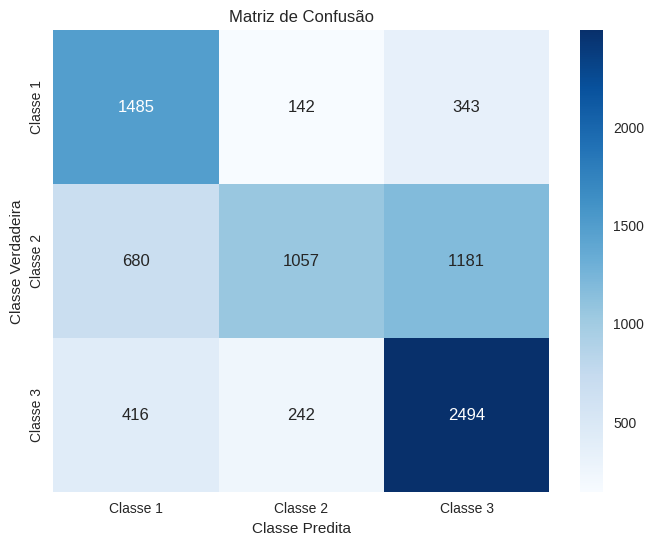 Matriz de Confusão
Classe Verdadeira
Classe 1
1485 142 343
Classe 2
680 1057 1181
Classe 3
416 242 2494
Classe 1 Classe 2 Classe 3
Classe Predita
2000
1500
1000
500